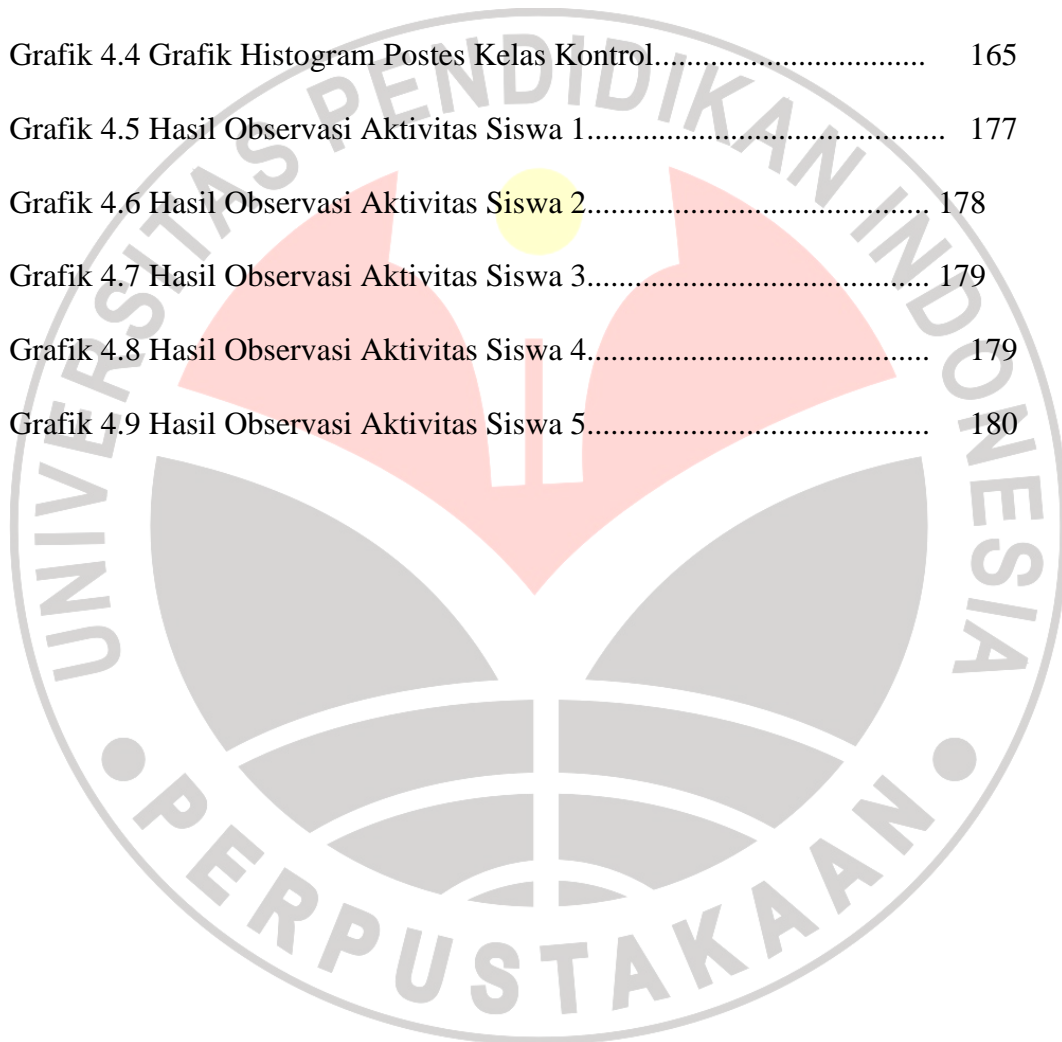 Grafik 4.4 Grafik Histogram Postes Kelas Kontrol................................ 165
Grafik 4.5 Hasil Observasi Aktivitas Siswa 1.......................................... 177
Grafik 4.6 Hasil Observasi Aktivitas Siswa 2........................................ 178
Grafik 4.7 Hasil Observasi Aktivitas Siswa 3........................................ 179
Grafik 4.8 Hasil Observasi Aktivitas Siswa 4........................................ 179
Grafik 4.9 Hasil Observasi Aktivitas Siswa 5........................................ 180
UNIVERSITAS PENDIDIKAN INDONESIA
PERPUSTAKAAN